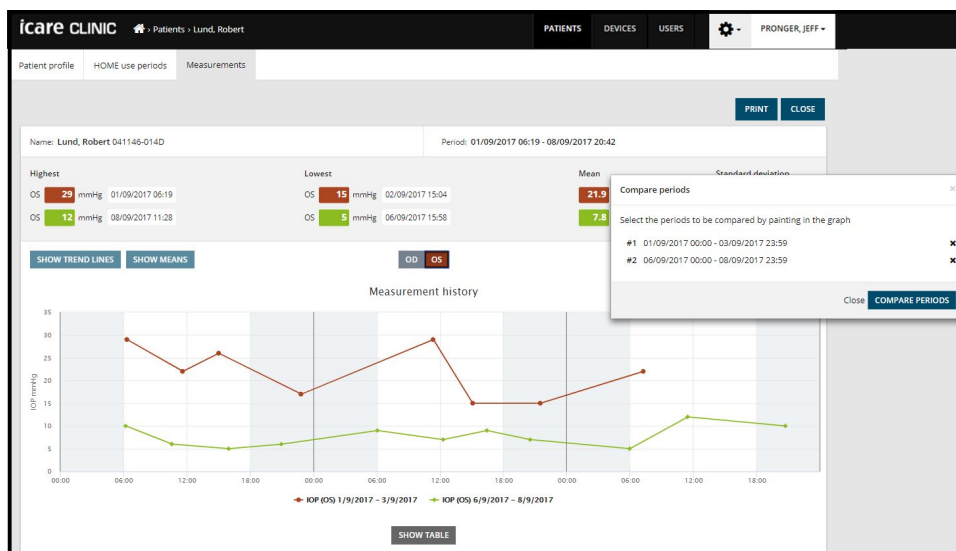 icare CLINIC › Patients › Lund, Robert PATIENTS DEVICES USERS PRONGER, JEFF
Patient profile HOME use periods Measurements
PRINT CLOSE
Name: Lund, Robert 041146-014D Period: 01/09/2017 06:19 - 08/09/2017 20:42
Highest Lowest Mean Standard deviation
OS 29 mmHg 01/09/2017 06:19 OS 15 mmHg 02/09/2017 15:04 21.9
OS 12 mmHg 08/09/2017 11:28 OS 5 mmHg 06/09/2017 15:58 7.8
Compare periods ×
Select the periods to be compared by painting in the graph
#1 01/09/2017 00:00 - 03/09/2017 23:59 ×
#2 06/09/2017 00:00 - 08/09/2017 23:59 ×
Close COMPARE PERIODS
SHOW TREND LINES SHOW MEANS OD OS
Measurement history
IOP mmHg
35
30
25
20
15
10
5
0
00:00 06:00 12:00 18:00 00:00 06:00 12:00 18:00 00:00 06:00 12:00 18:00
IOP (OS) 1/9/2017 – 3/9/2017 IOP (OS) 6/9/2017 – 8/9/2017
SHOW TABLE